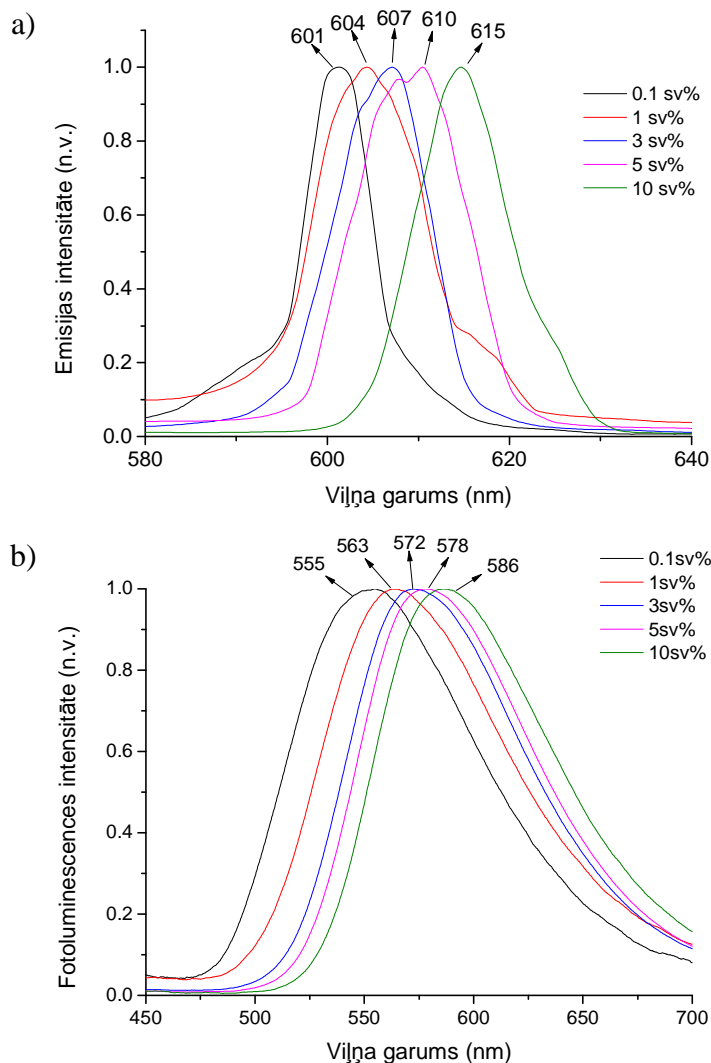 a)
601
604
607
610
615
1.0
0.8
0.6
0.4
0.2
0.0
Emisijas intensitāte (n.v.)
0.1 sv%
1 sv%
3 sv%
5 sv%
10 sv%
580
600
620
640
Viļņa garums (nm)
b)
555
563
572
578
586
1.0
0.8
0.6
0.4
0.2
0.0
Fotoluminescences intensitāte (n.v.)
0.1sv%
1sv%
3sv%
5sv%
10sv%
450
500
550
600
650
700
Viļņa garums (nm)